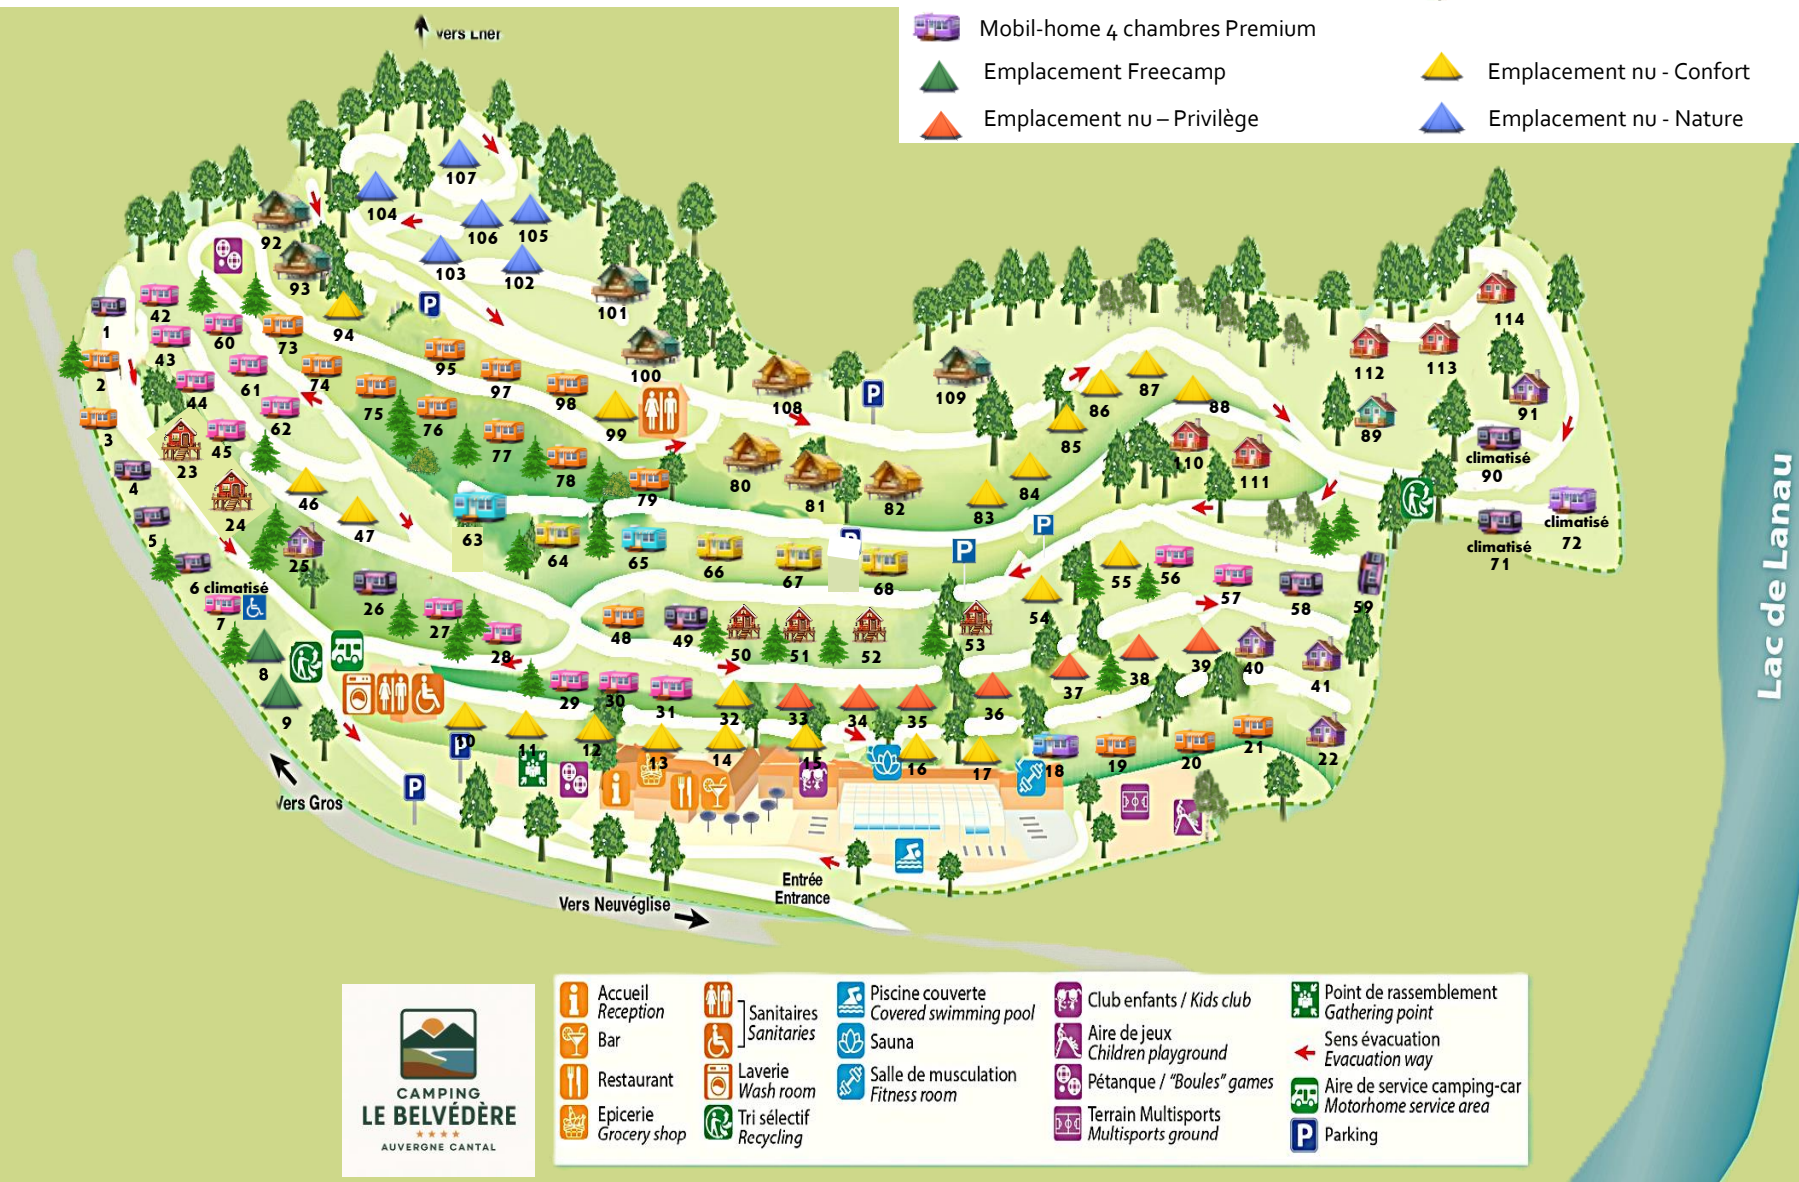 vers Lner
Mobil-home 4 chambres Premium
Emplacement Freecamp
Emplacement nu - Confort
Emplacement nu – Privilège
Emplacement nu - Nature
107
104
106
105
92
103
102
93
101
P
1
42
94
114
60
73
43
95
100
112
113
2
61
74
97
108
109
P
86
87
88
91
44
75
98
62
76
99
85
89
3
45
23
77
78
80
81
82
84
110
111
climatisé
90
4
46
79
83
24
47
63
64
65
66
67
68
P
P
P
climatisé
72
climatisé
71
5
25
55
56
57
58
59
6 climatisé
7
26
27
48
49
50
51
52
53
54
28
8
9
29
30
31
32
33
34
35
36
37
38
39
40
41
10
11
12
13
14
15
16
17
18
19
20
21
22
P
P
Vers Gros
Entrée
Entrance
Vers Neuvéglise
Lac de Lanau
CAMPING
LE BELVÉDÈRE
AUVERGNE CANTAL
Accueil
Reception
Bar
Restaurant
Epicerie
Grocery shop
Sanitaires
Sanitaries
Laverie
Wash room
Tri sélectif
Recycling
Piscine couverte
Covered swimming pool
Sauna
Salle de musculation
Fitness room
Club enfants / Kids club
Aire de jeux
Children playground
Pétanque / "Boules" games
Terrain Multisports
Multisports ground
Point de rassemblement
Gathering point
Sens évacuation
Evacuation way
Aire de service camping-car
Motorhome service area
P
Parking